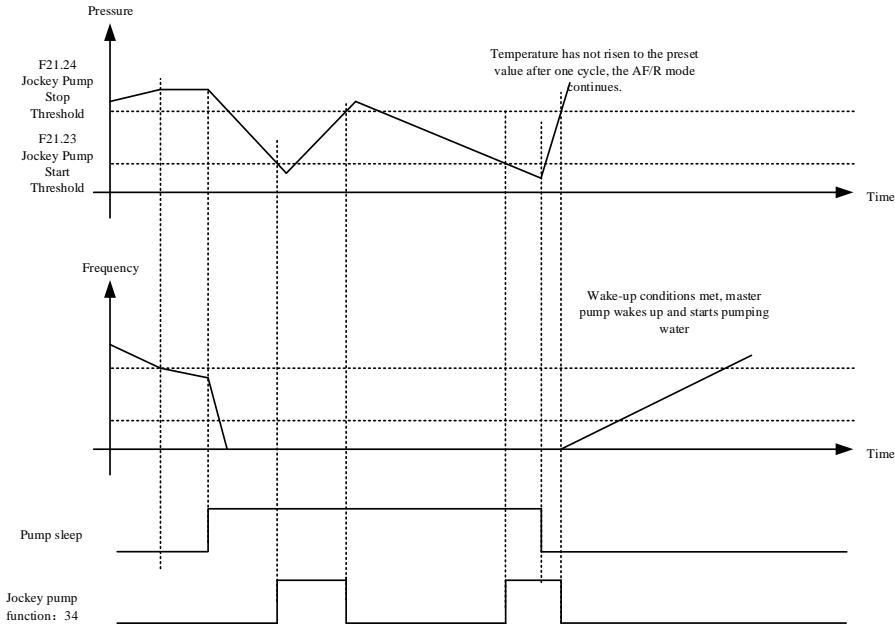 Pressure
F21.24
Jockey Pump
Stop
Threshold
F21.23
Jockey Pump
Start
Threshold
Temperature has not risen to the preset
value after one cycle, the AF/R mode
continues.
Time
Frequency
Wake-up conditions met, master
pump wakes up and starts pumping
water
Time
Pump sleep
Jockey pump
function：34